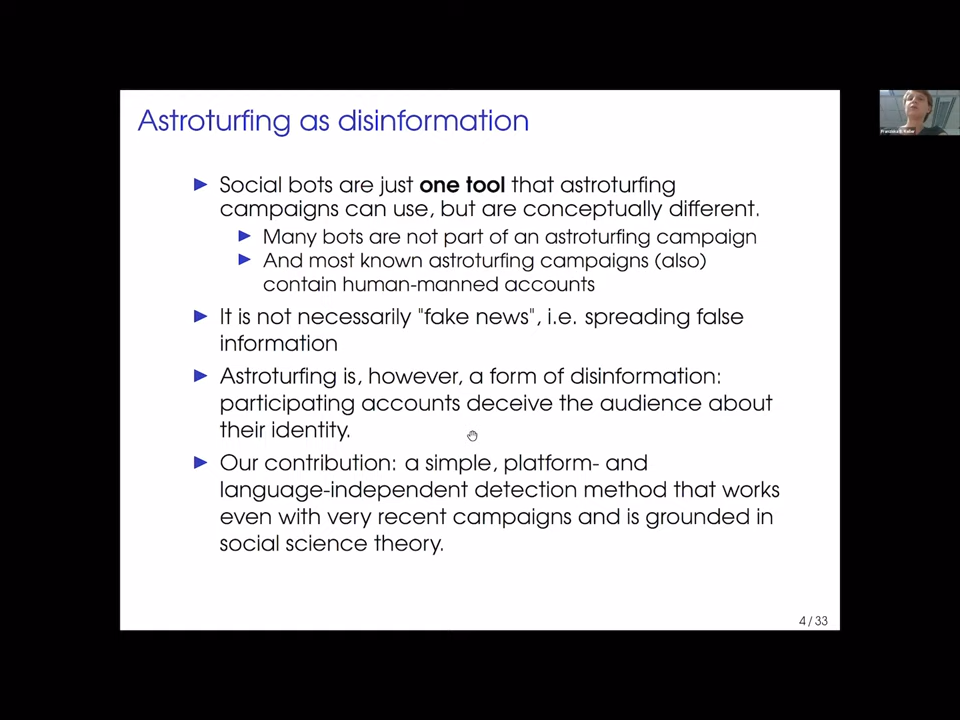 Astroturfing as disinformation
Social bots are just one tool that astroturfing
campaigns can use, but are conceptually different.
Many bots are not part of an astroturfing campaign
And most known astroturfing campaigns (also)
contain human-manned accounts
It is not necessarily "fake news", i.e. spreading false
information
Astroturfing is, however, a form of disinformation:
participating accounts deceive the audience about
their identity.
Our contribution: a simple, platform- and
language-independent detection method that works
even with very recent campaigns and is grounded in
social science theory.
4 / 33